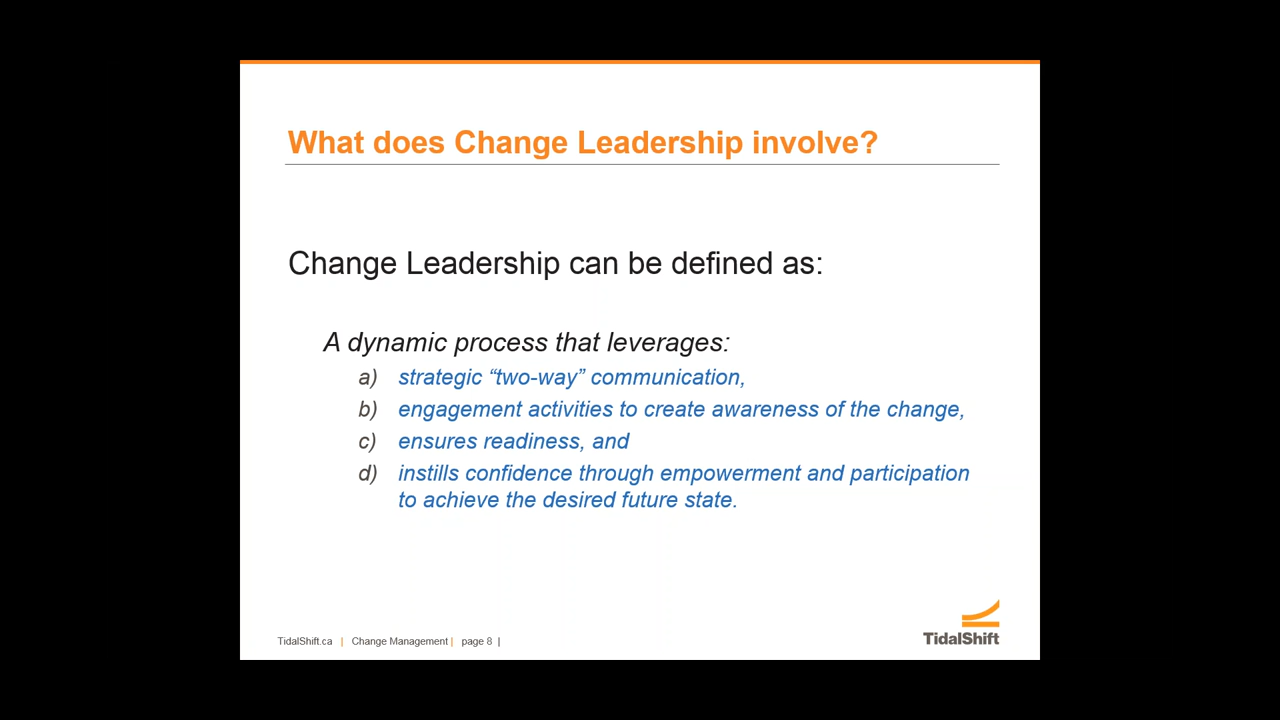 What does Change Leadership involve?
Change Leadership can be defined as:
A dynamic process that leverages:
a) strategic “two-way” communication,
b) engagement activities to create awareness of the change,
c) ensures readiness, and
d) instills confidence through empowerment and participation
to achieve the desired future state.
TidalShift.ca | Change Management | page 8 |
TidalShift